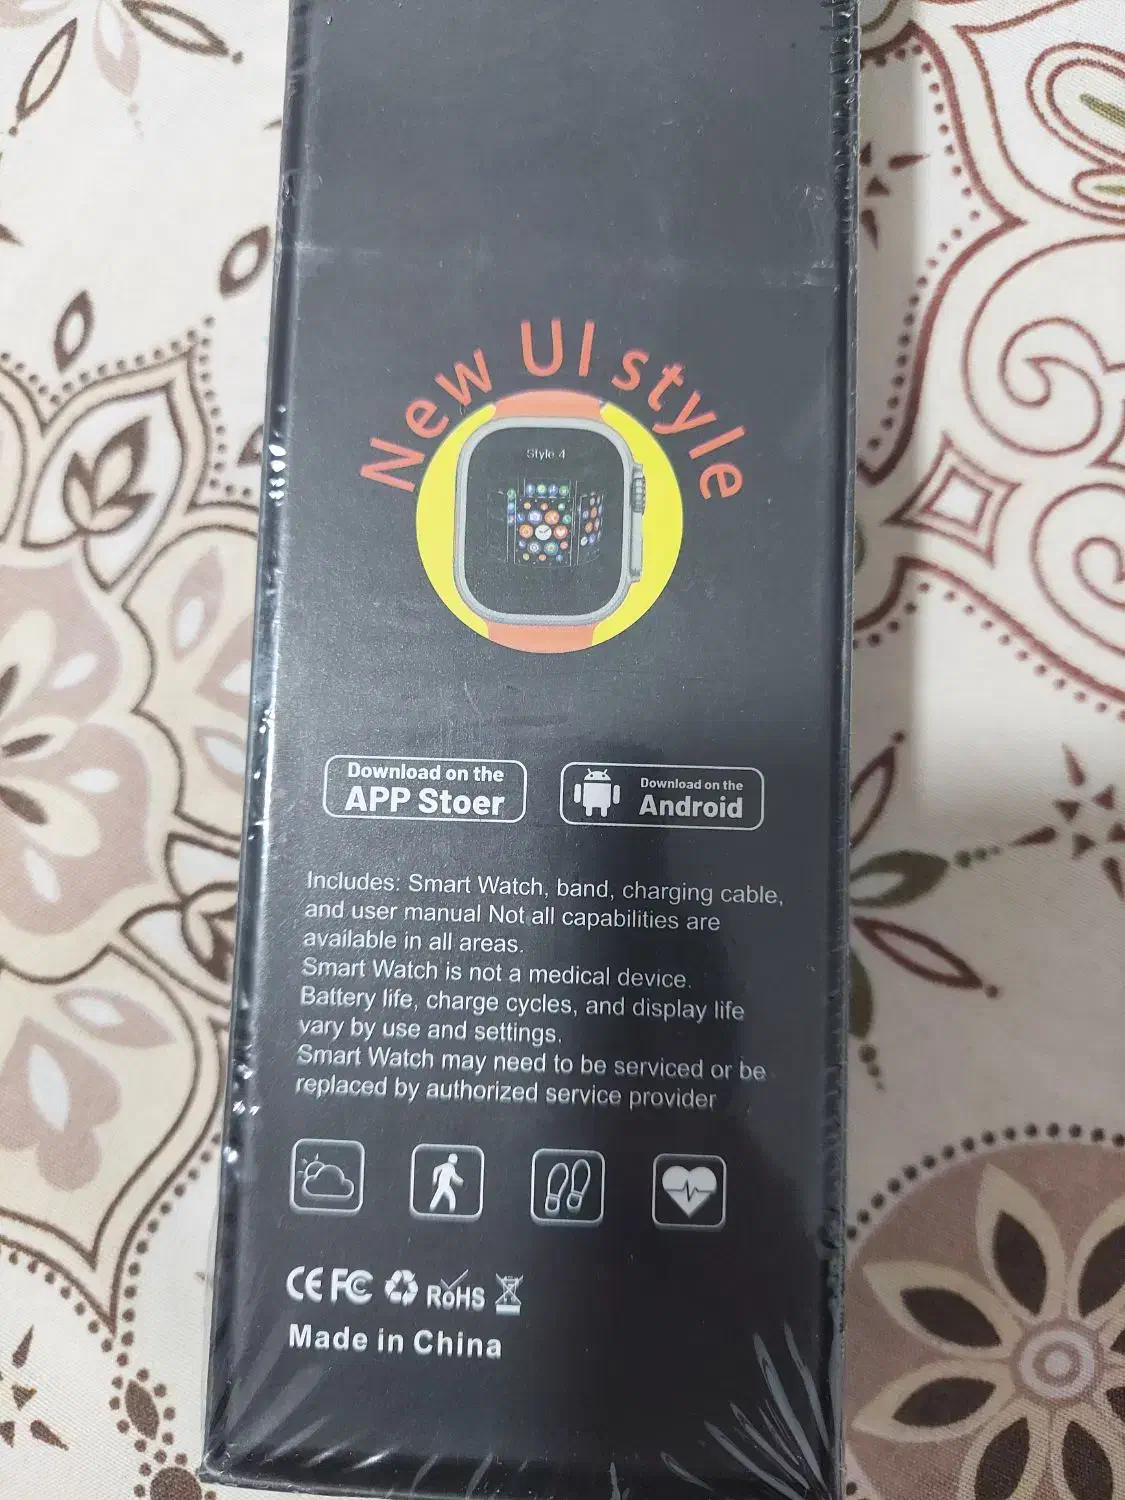 New UI style
Style 4
Download on the
APP Stoer
Download on the
Android
Includes: Smart Watch, band, charging cable,
and user manual Not all capabilities are
available in all areas.
Smart Watch is not a medical device.
Battery life, charge cycles, and display life
vary by use and settings.
Smart Watch may need to be serviced or be
replaced by authorized service provider
CE FC RoHS
Made in China